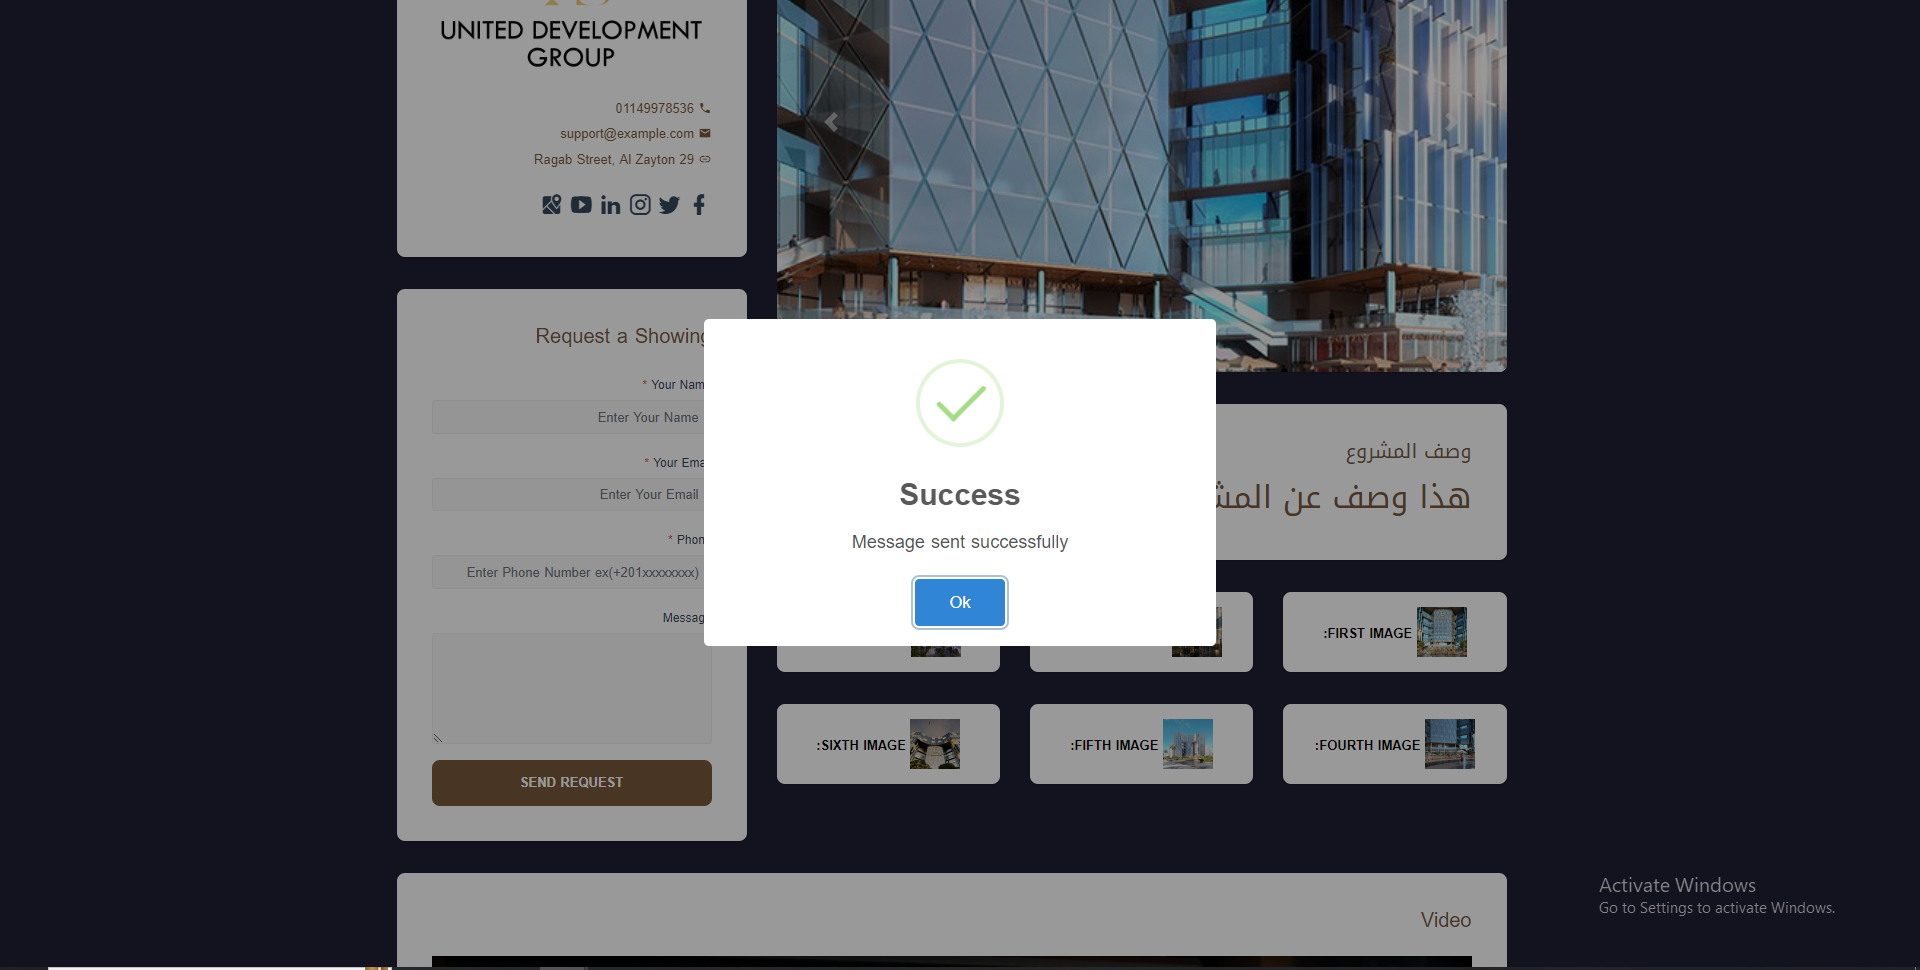 UNITED DEVELOPMENT
GROUP
01149978536
support@example.com
Ragab Street, Al Zayton 29
Request a Showing
* Your Nam
Enter Your Name
* Your Ema
Enter Your Email
* Phon
Enter Phone Number ex(+201xxxxxxxx)
Messag
SEND REQUEST
Success
Message sent successfully
Ok
وصف المشروع
هذا وصف عن المش
:FIRST IMAGE
:SIXTH IMAGE
:FIFTH IMAGE
:FOURTH IMAGE
Video
Activate Windows
Go to Settings to activate Windows.